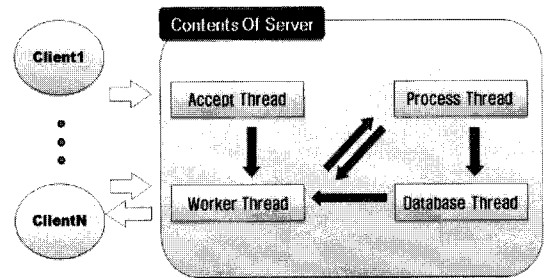 Contents Of Server
Client1
Accept Thread
Process Thread
Worker Thread
Database Thread
ClientN